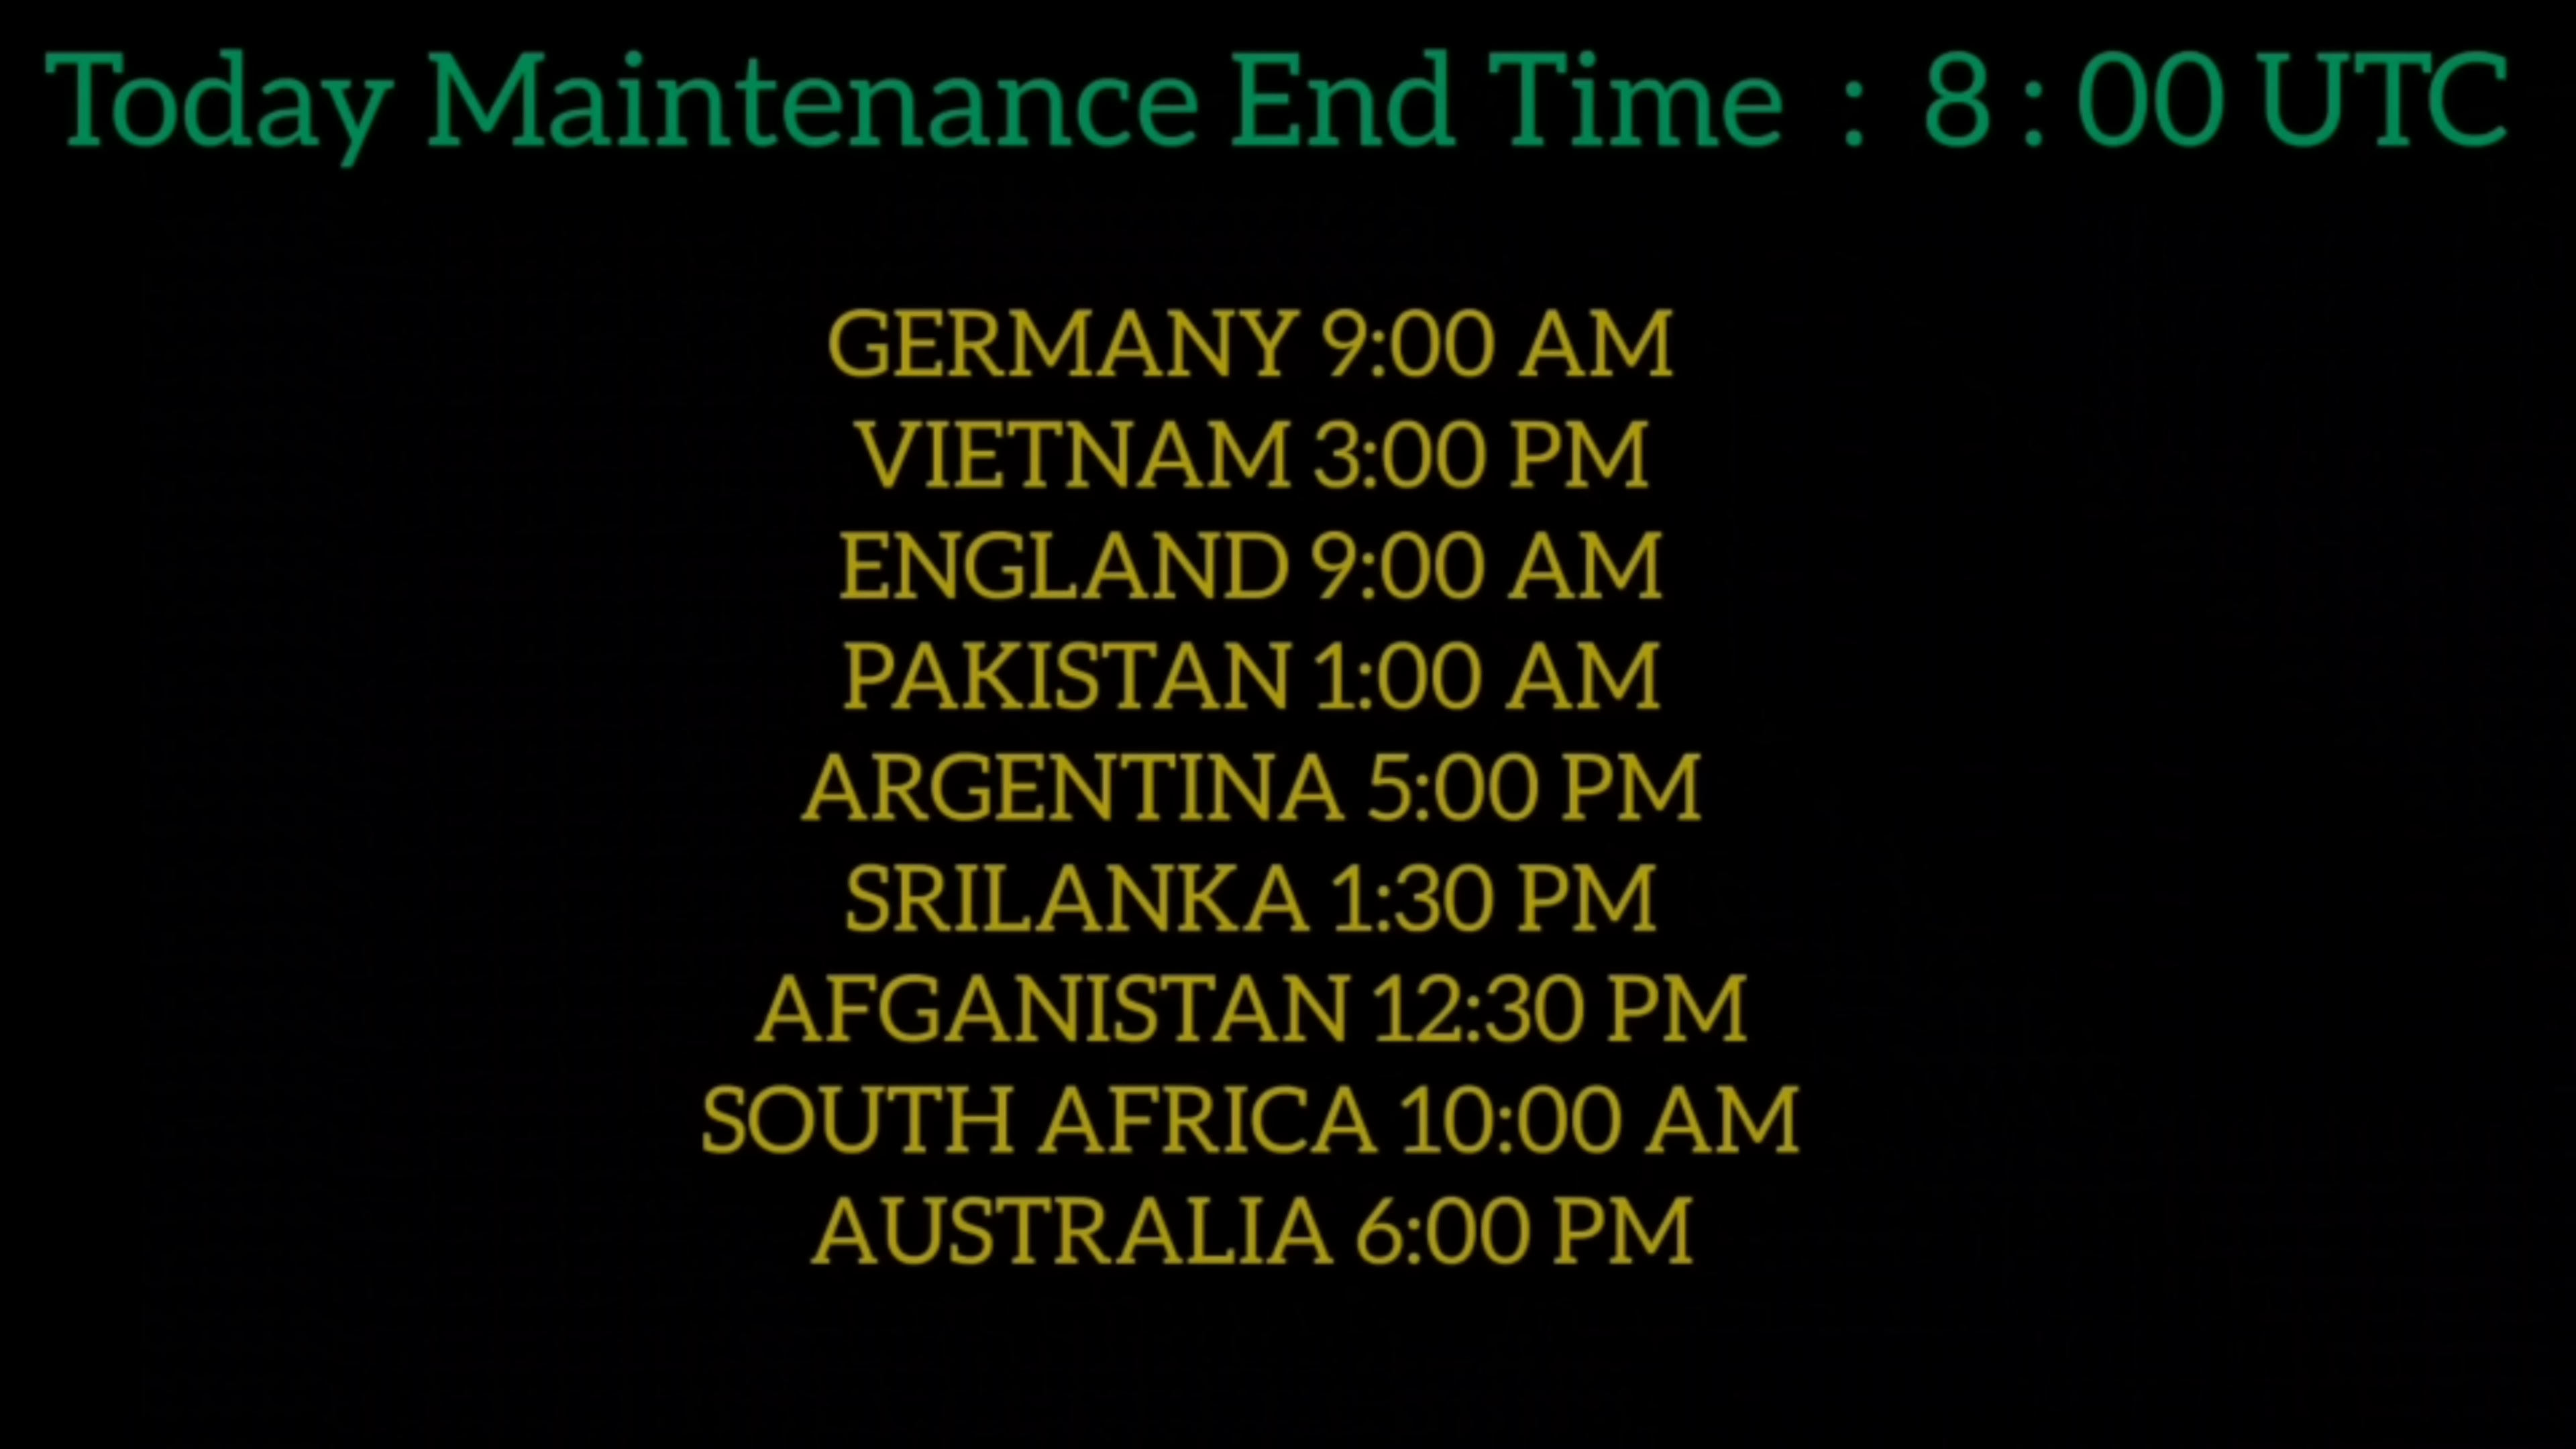 Today Maintenance End Time : 8 : 00 UTC
GERMANY 9:00 AM
VIETNAM 3:00 PM
ENGLAND 9:00 AM
PAKISTAN 1:00 AM
ARGENTINA 5:00 PM
SRILANKA 1:30 PM
AFGANISTAN 12:30 PM
SOUTH AFRICA 10:00 AM
AUSTRALIA 6:00 PM